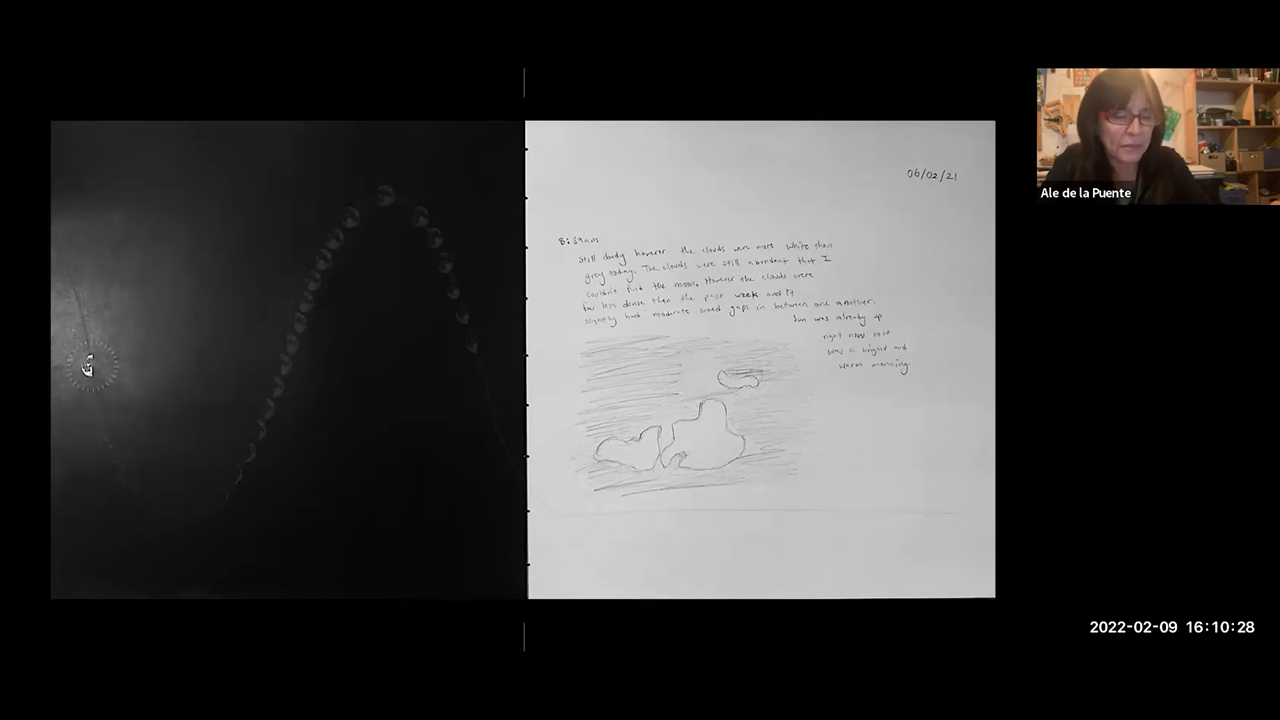 06/02/21
8:59am
Still cloudy however the clouds were more white than
grey today. The clouds were still abundant that I
couldn't find the moon. However the clouds were
far less dense than the past week and it
slightly had moderate sized gaps in between one another.
Sun was already up
right now so it
was a bright and
warm morning.
Ale de la Puente
2022-02-09 16:10:28